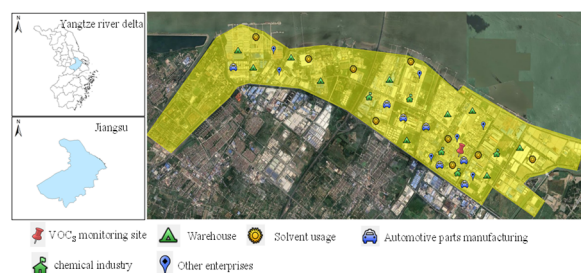 Yangtze river delta
N
Jiangsu
N
N
VOCs monitoring site
Warehouse
Solvent usage
Automotive parts manufacturing
chemical industry
Other enterprises